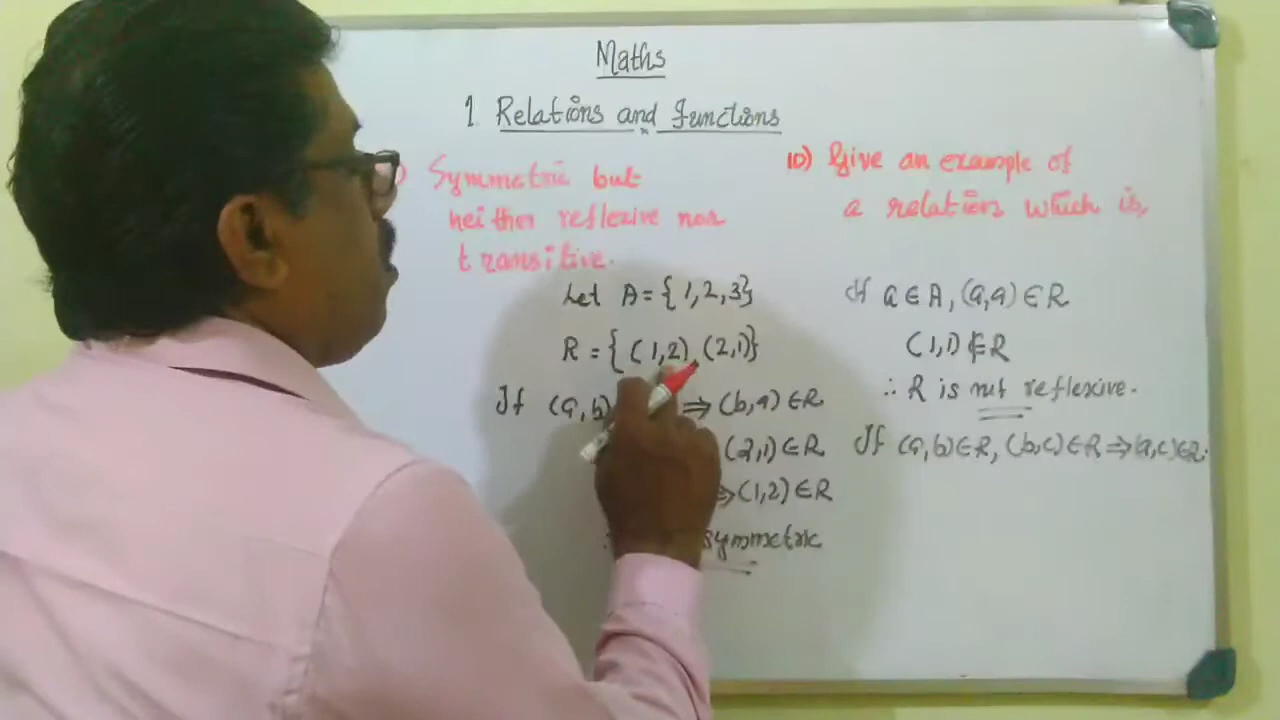 Maths
1. Relations and Functions
10) Give an example of
a relation which is,
) Symmetric but
neither reflexive nor
transitive.
Let A = { 1, 2, 3}
R = { (1,2), (2,1)}
If (a,b) ⇒ (b,a) ∈ R
(2,1) ∈ R
⇒ (1,2) ∈ R
symmetric
If a ∈ A, (a,a) ∈ R
(1,1) ∉ R
∴ R is not reflexive.
If (a,b) ∈ R, (b,c) ∈ R ⇒ (a,c) ∈ R.